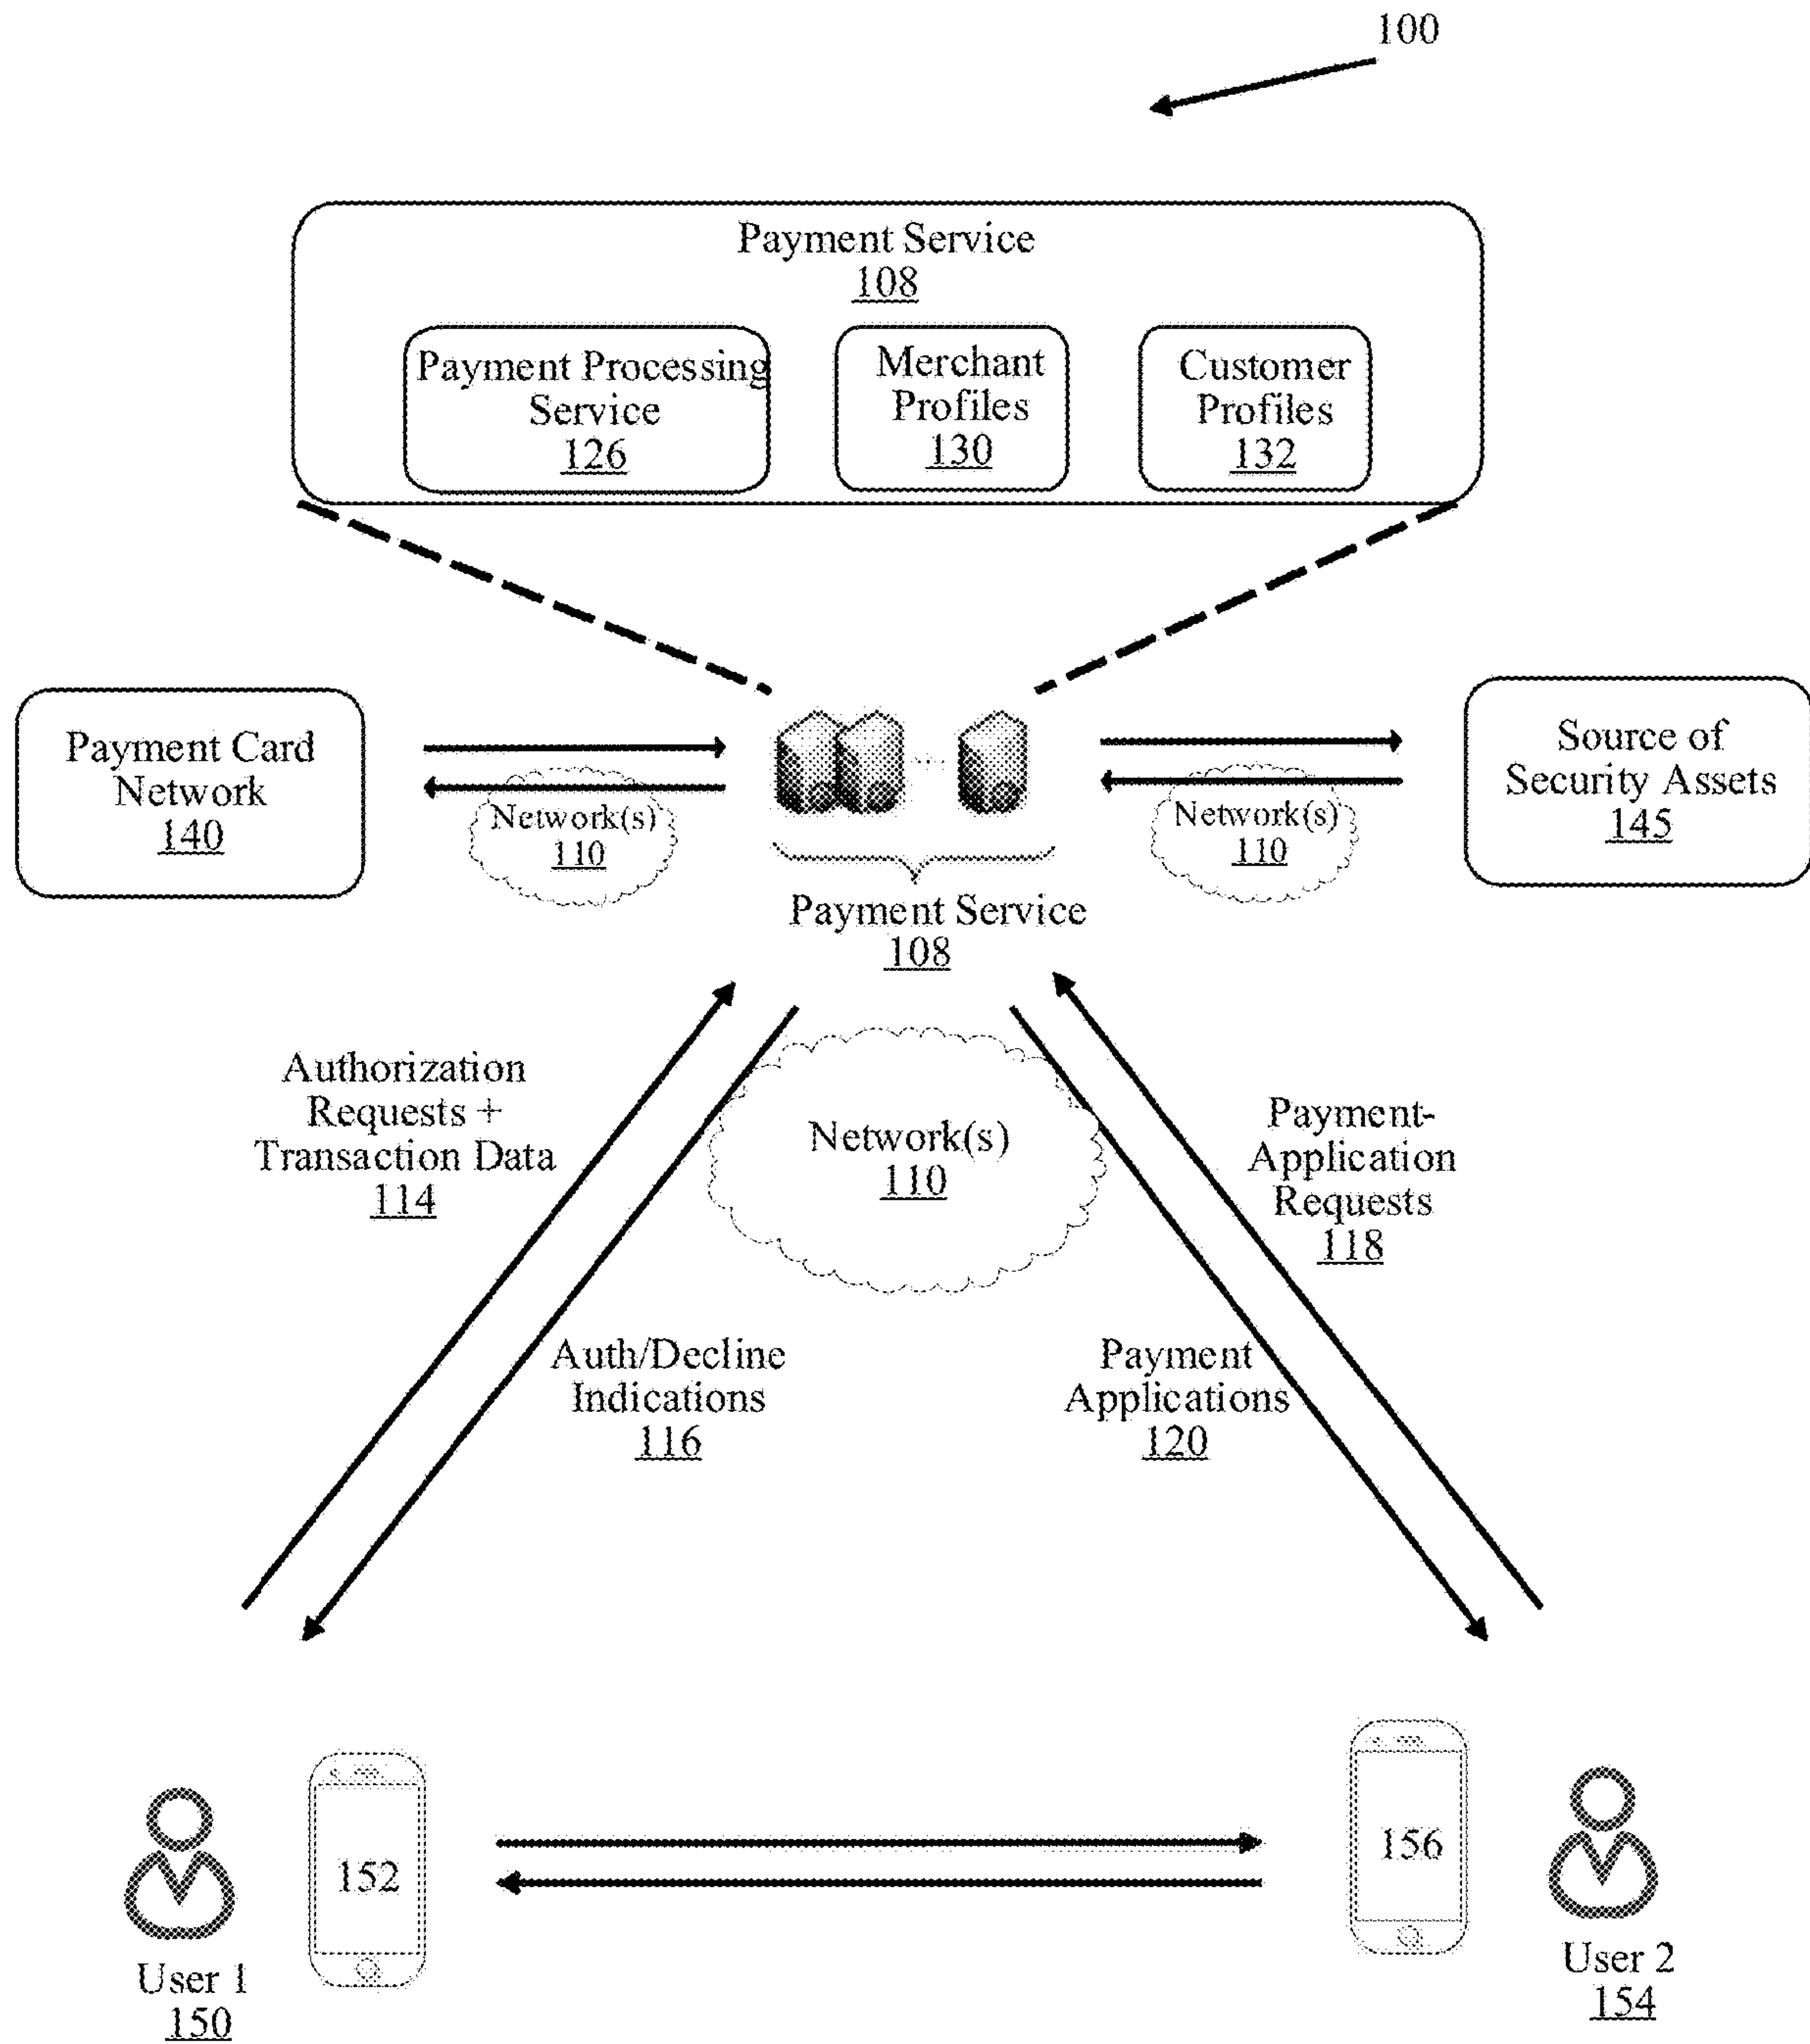 100
Payment Service
108
Payment Processing
Service
126
Merchant
Profiles
130
Customer
Profiles
132
Payment Card
Network
140
Network(s)
110
Payment Service
108
Network(s)
110
Source of
Security Assets
145
Authorization
Requests +
Transaction Data
114
Network(s)
110
Payment-
Application
Requests
118
Auth/Decline
Indications
116
Payment
Applications
120
152
User 1
150
156
User 2
154